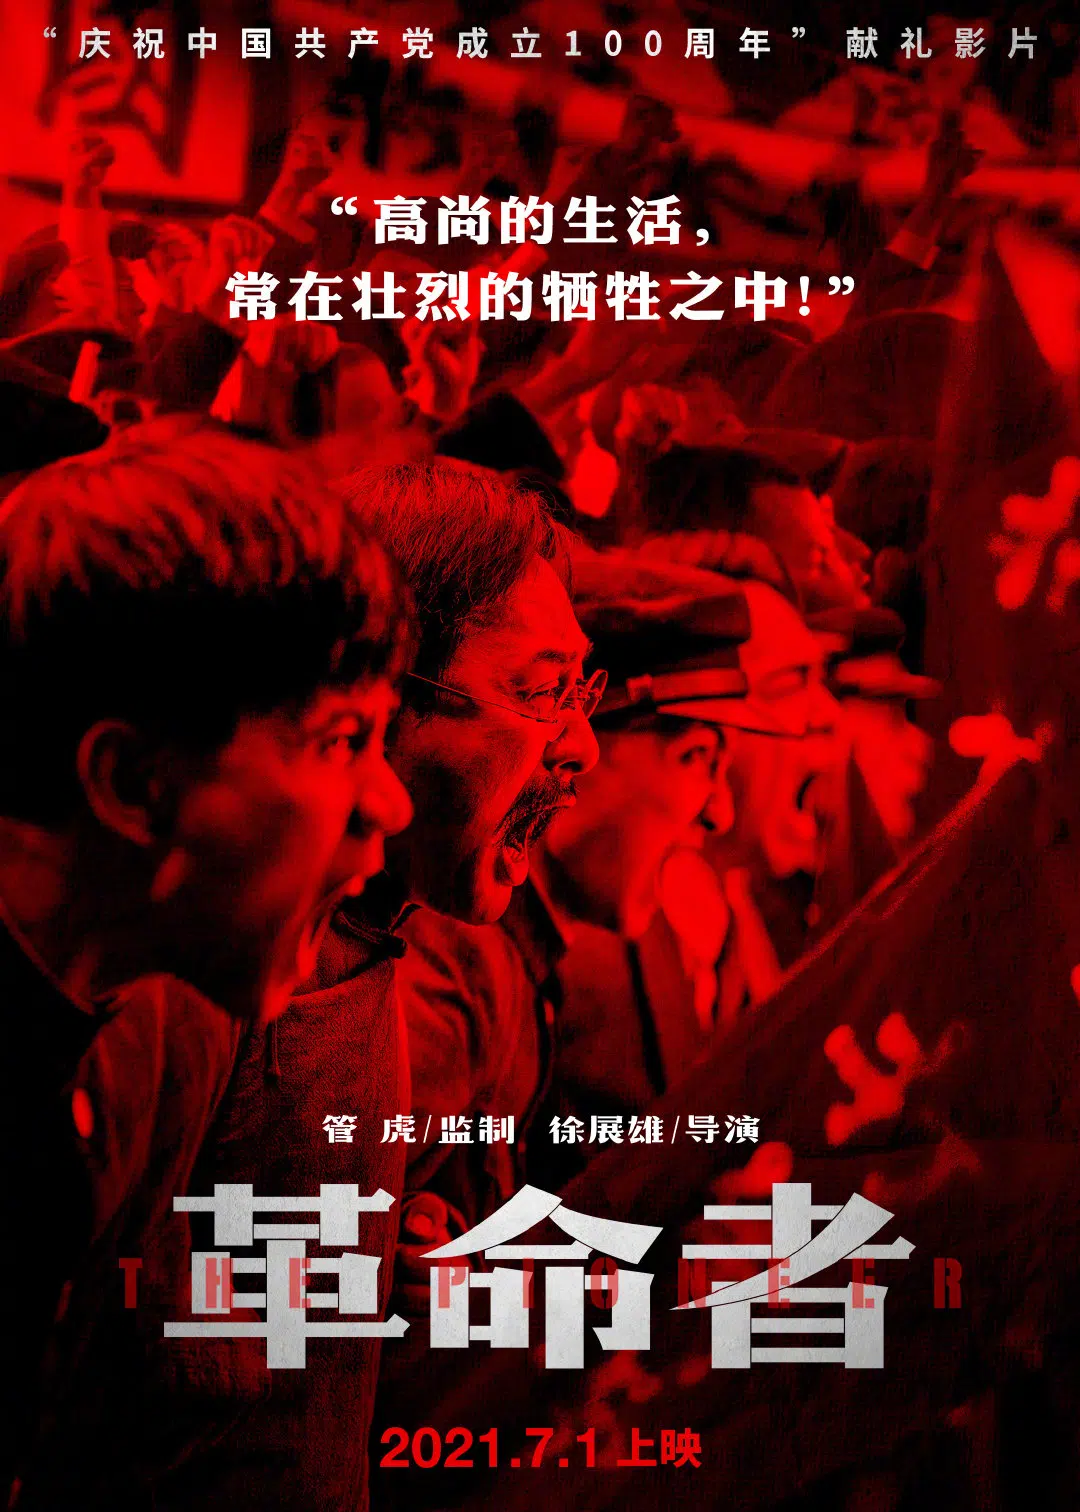 “庆祝中国共产党成立100周年”献礼影片
“高尚的生活，
常在壮烈的牺牲之中！”
管 虎/监制 徐展雄/导演
革命者
THE PIONEER
2021.7.1上映